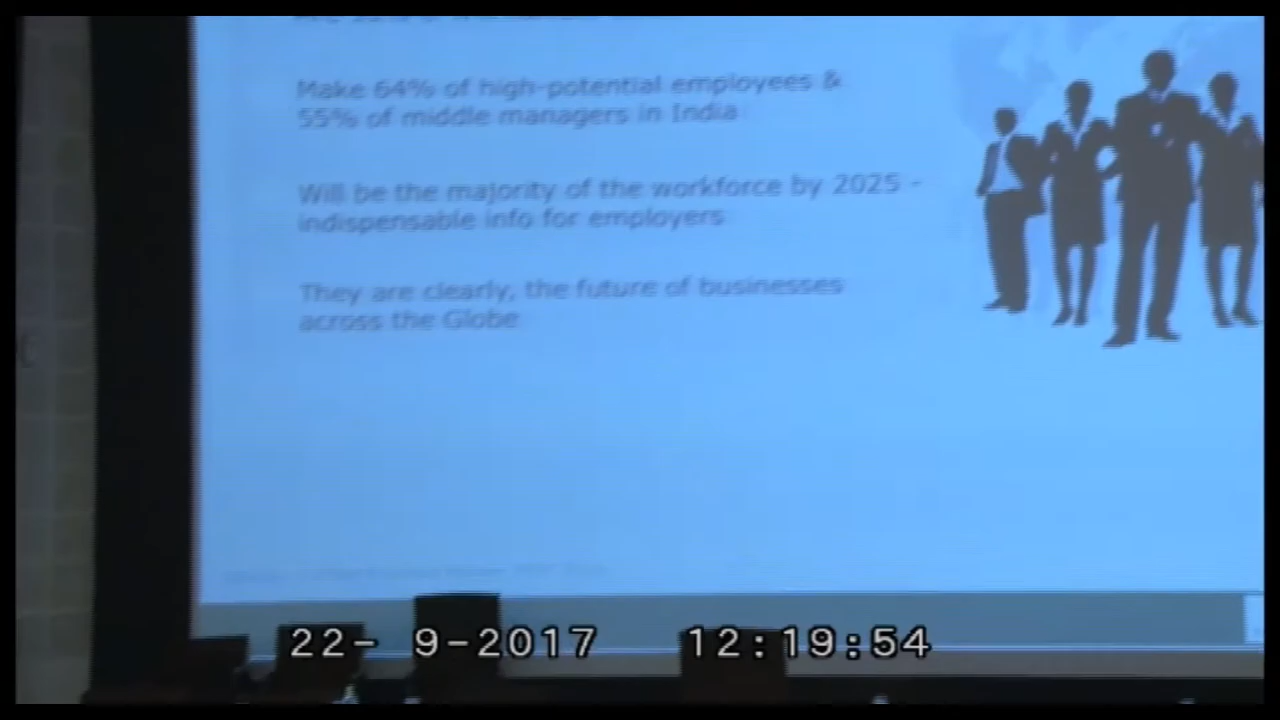 Make 64% of high-potential employees &
55% of middle managers in India
Will be the majority of the workforce by 2025 -
indispensable info for employers
They are clearly, the future of businesses
across the Globe
22- 9-2017 12:19:54